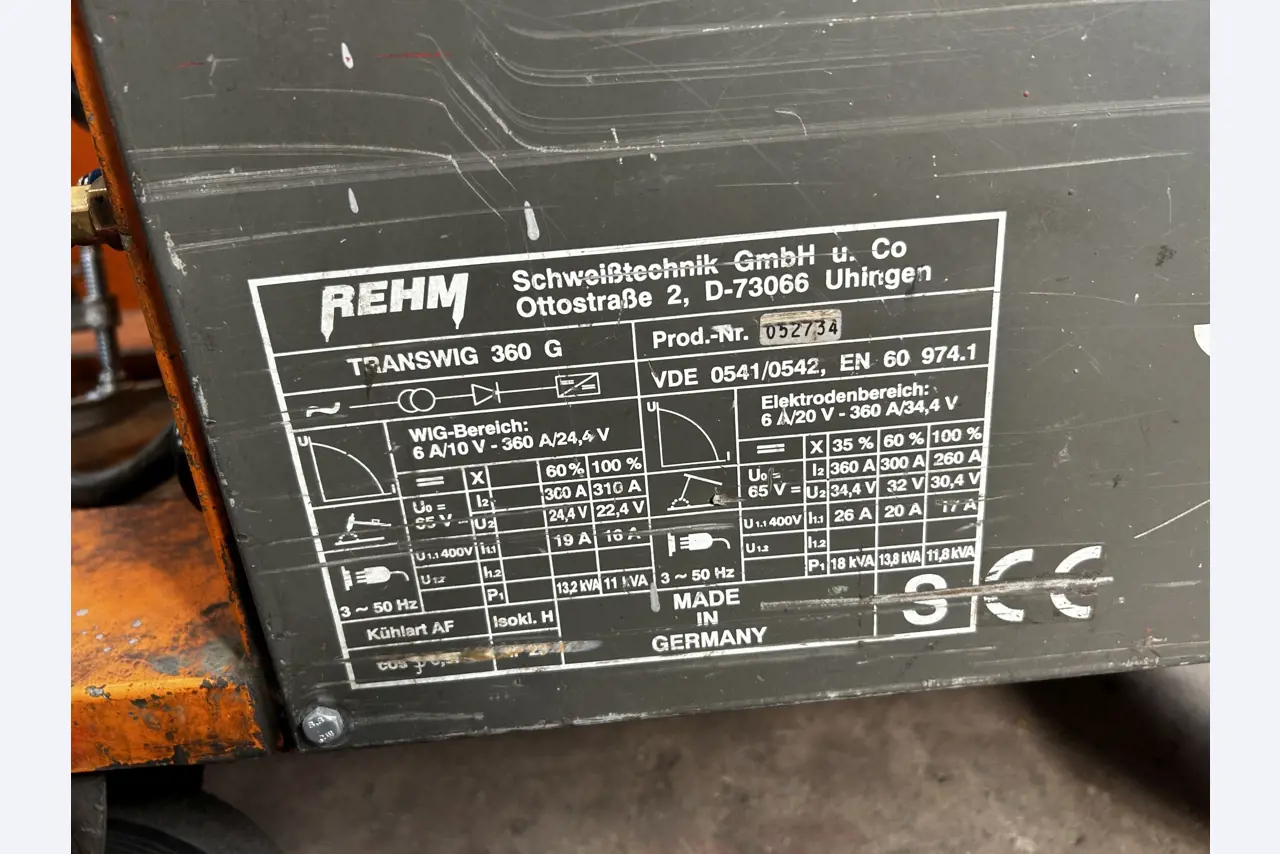 REHM
Schweißtechnik GmbH u. Co
Ottostraße 2, D-73066 Uhingen
TRANSWIG 360 G
Prod.-Nr. 052734
VDE 0541/0542, EN 60 974.1
U I
WIG-Bereich:
6 A/10 V - 360 A/24,4 V
X 60% 100 %
U0 = 65 V I2 300 A 310 A
U2 24,4 V 22,4 V
U1.1 400V I1.1 19 A 16 A
U1.2 I1.2
P1 13,2 kVA 11 kVA
3 ~ 50 Hz
Kühlart AF Isokl. H
cos
U I
Elektrodenbereich:
6 A/20 V - 360 A/34,4 V
X 35 % 60 % 100 %
U0 = 65 V = I2 360 A 300 A 260 A
U2 34,4 V 32 V 30,4 V
U1.1 400V I1.1 26 A 20 A 17 A
U1.2 I1.2
P1 18 kVA 13,8 kVA 11,8 kVA
3 ~ 50 Hz
MADE
IN
GERMANY
S CE